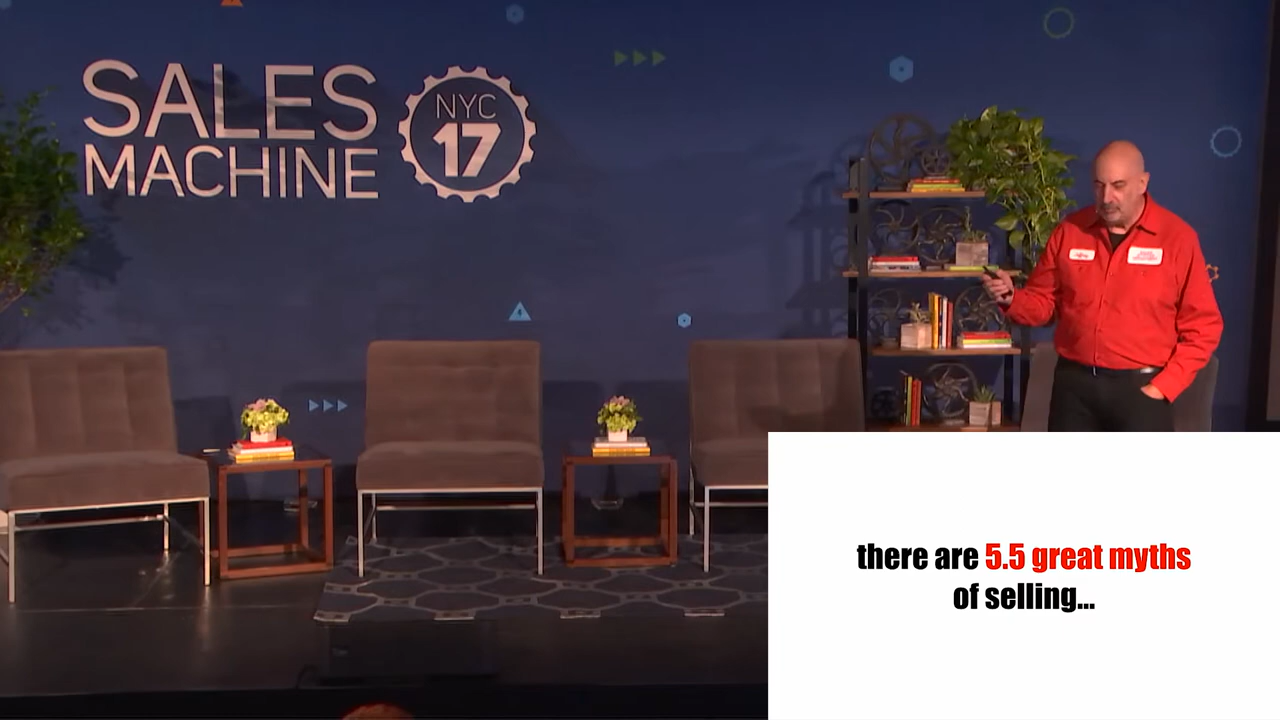 SALES
MACHINE
NYC
17
there are 5.5 great myths
of selling...